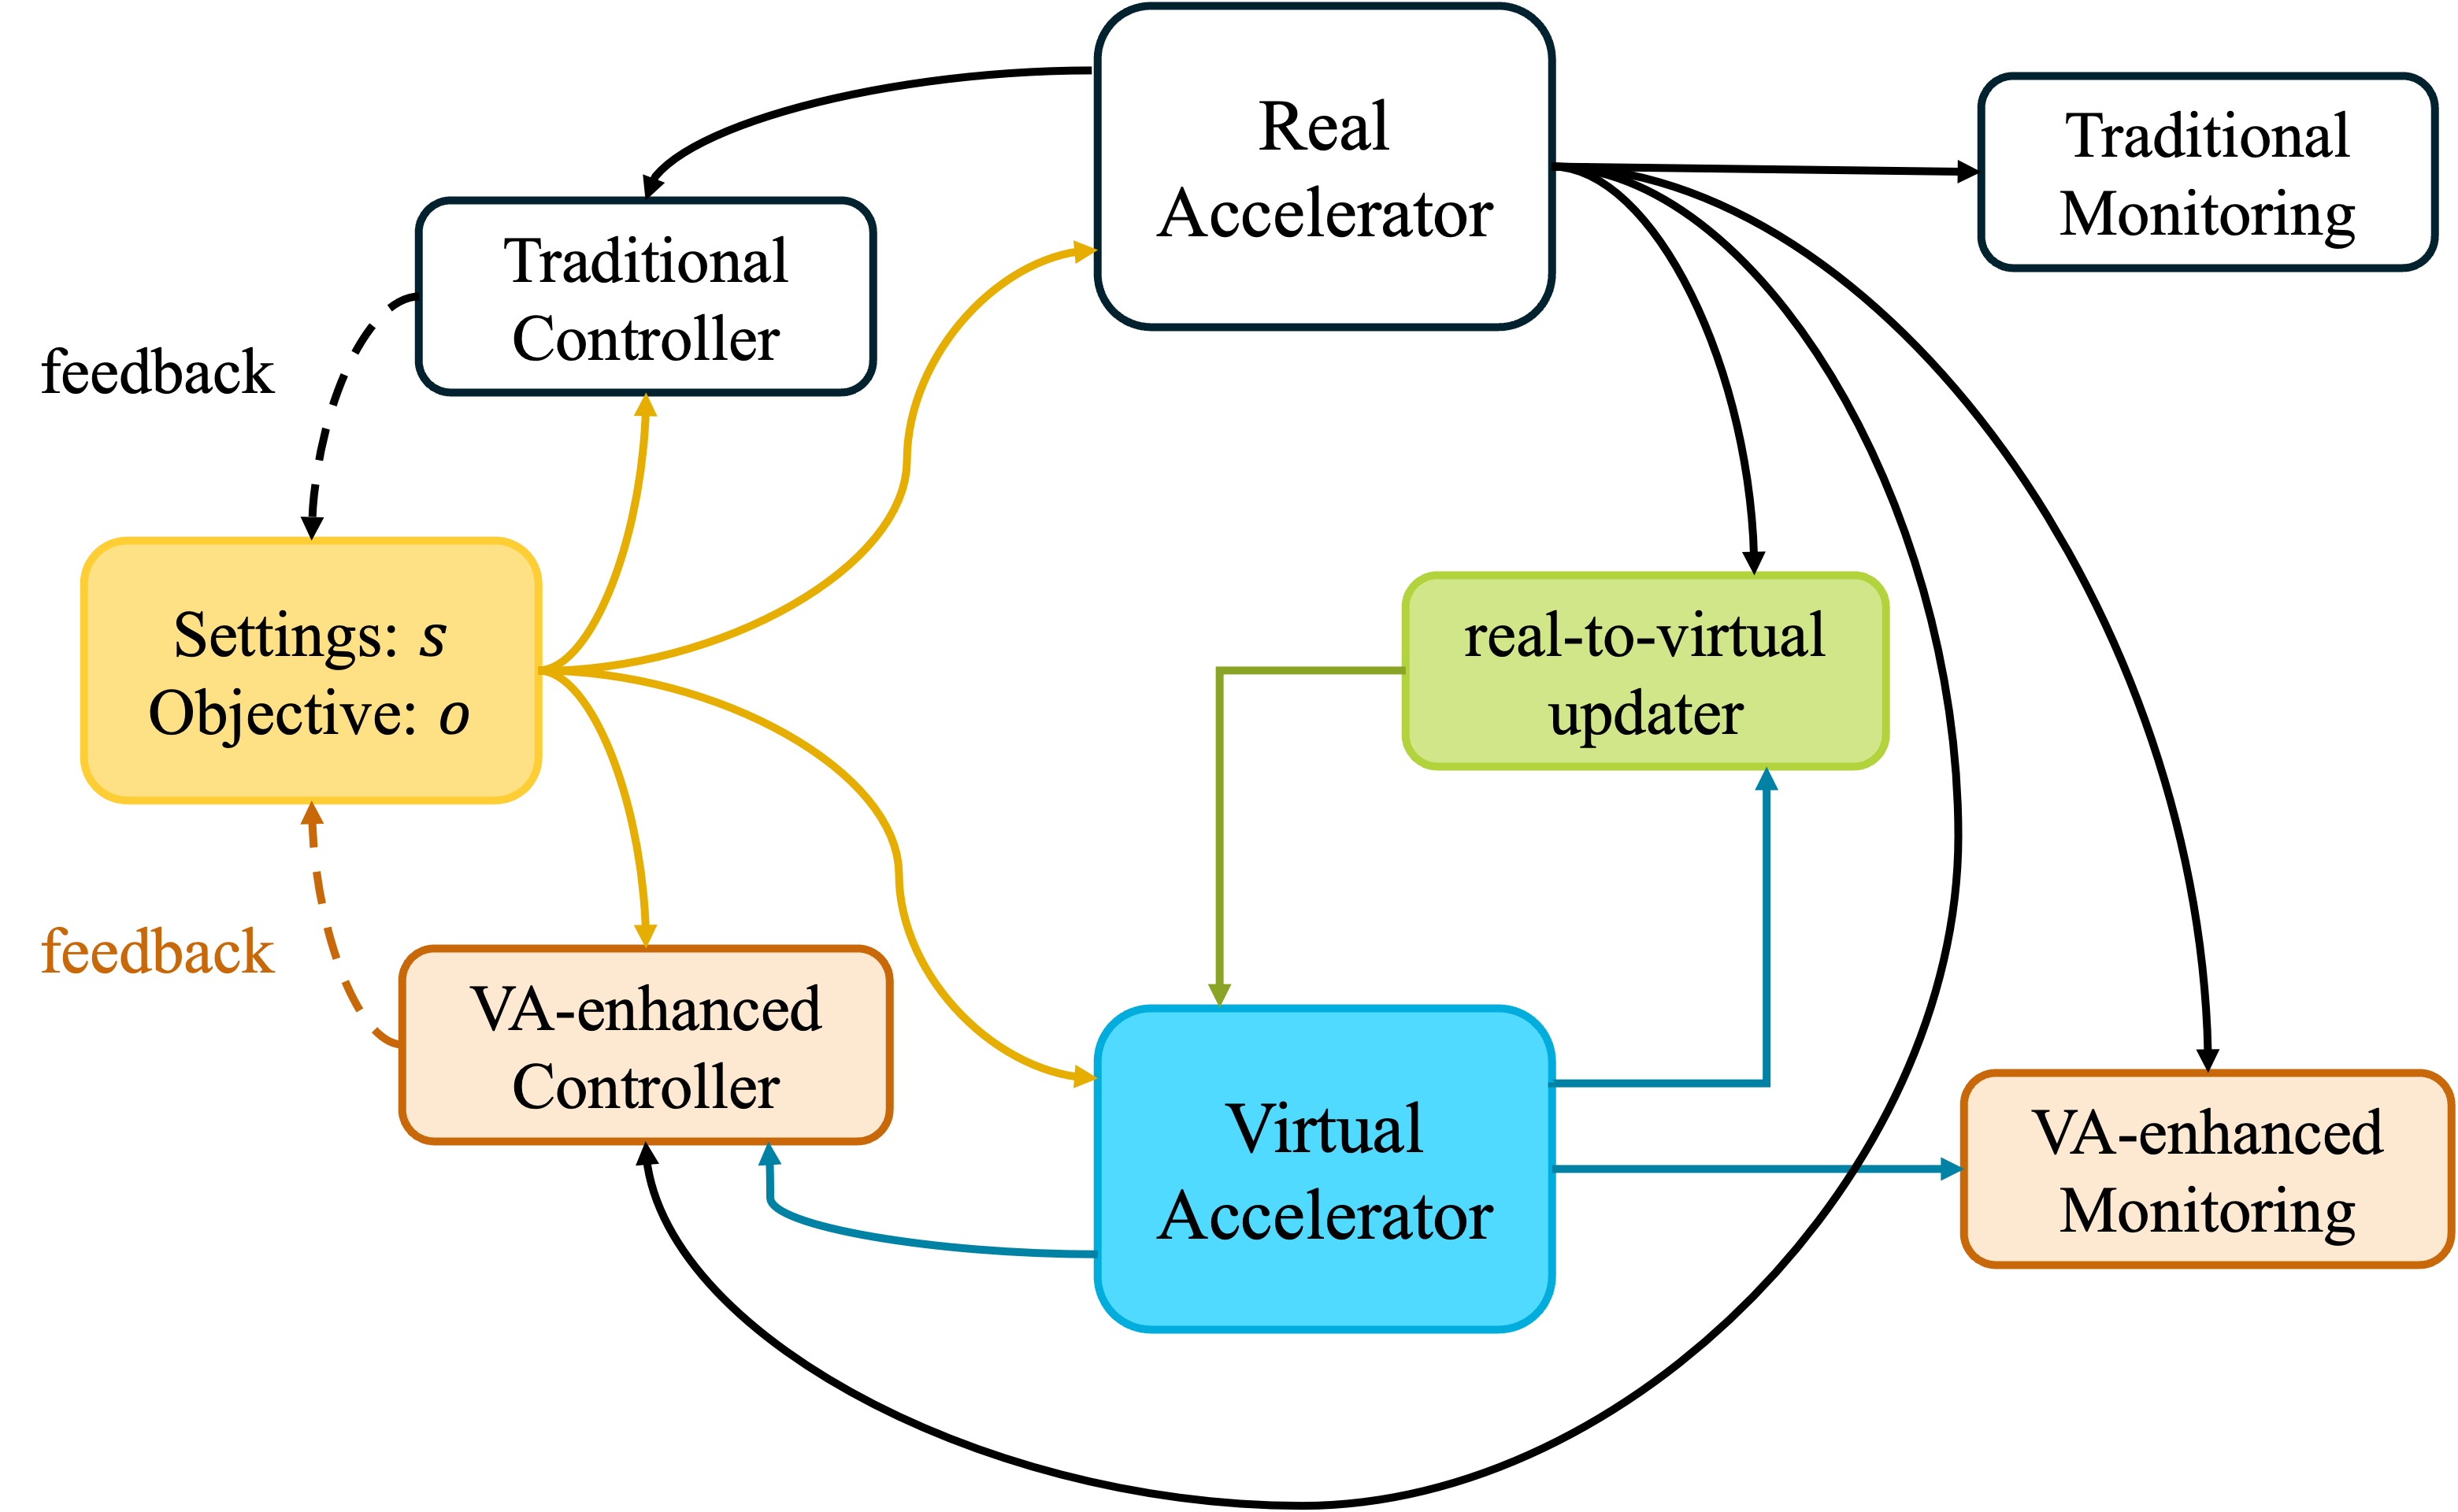 Real
Accelerator
Traditional
Monitoring
Traditional
Controller
feedback
Settings: s
Objective: o
real-to-virtual
updater
feedback
VA-enhanced
Controller
Virtual
Accelerator
VA-enhanced
Monitoring